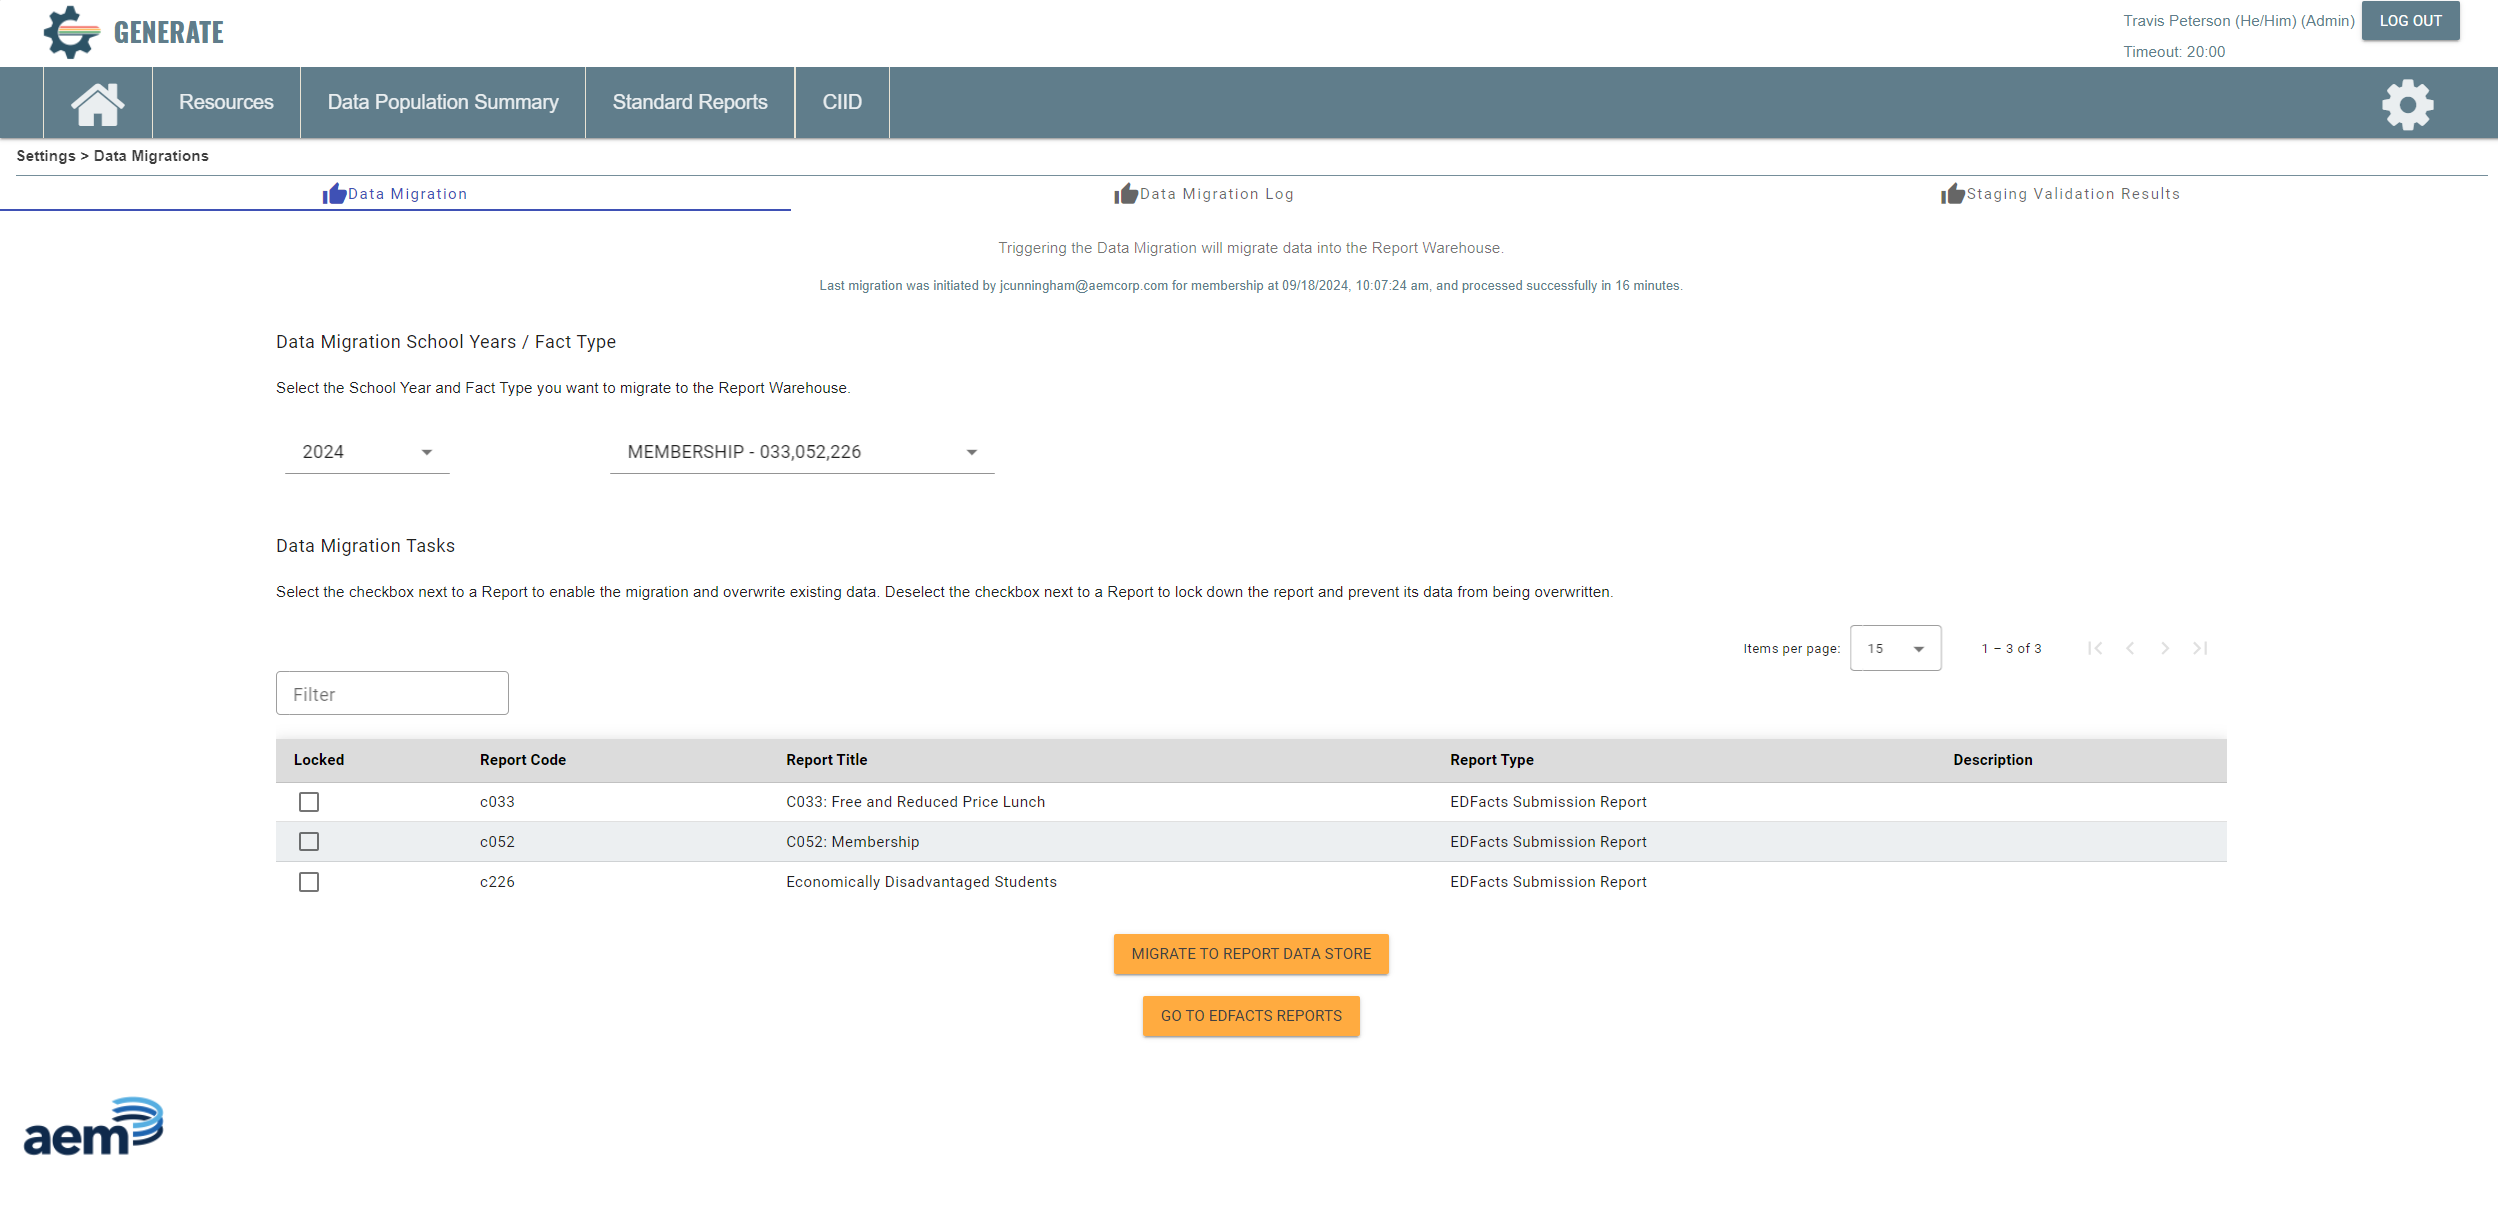 GENERATE
Travis Peterson (He/Him) (Admin)
LOG OUT
Timeout: 20:00
Resources
Data Population Summary
Standard Reports
CIID
Settings > Data Migrations
Data Migration
Data Migration Log
Staging Validation Results
Triggering the Data Migration will migrate data into the Report Warehouse.
Last migration was initiated by jcunningham@aemcorp.com for membership at 09/18/2024, 10:07:24 am, and processed successfully in 16 minutes.
Data Migration School Years / Fact Type
Select the School Year and Fact Type you want to migrate to the Report Warehouse.
2024
MEMBERSHIP - 033,052,226
Data Migration Tasks
Select the checkbox next to a Report to enable the migration and overwrite existing data. Deselect the checkbox next to a Report to lock down the report and prevent its data from being overwritten.
Items per page: 15 1 – 3 of 3
Filter
Locked Report Code Report Title Report Type Description
c033 C033: Free and Reduced Price Lunch EDFacts Submission Report
c052 C052: Membership EDFacts Submission Report
c226 Economically Disadvantaged Students EDFacts Submission Report
MIGRATE TO REPORT DATA STORE
GO TO EDFACTS REPORTS
aem